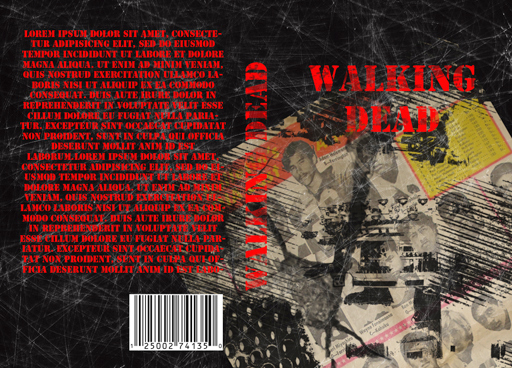 LOREM IPSUM DOLOR SIT AMET, CONSECTE-
TUR ADIPISICING ELIT, SED DO EIUSMOD
TEMPOR INCIDIDUNT UT LABORE ET DOLORE
MAGNA ALIQUA. UT ENIM AD MINIM VENIAM,
QUIS NOSTRUD EXERCITATION ULLAMCO LA-
BORIS NISI UT ALIQUIP EX EA COMMODO
CONSEQUAT. DUIS AUTE IRURE DOLOR IN
REPREHENDERIT IN VOLUPTATE VELIT ESSE
CILLUM DOLORE EU FUGIAT NULLA PARIA-
TUR. EXCEPTEUR SINT OCCAECAT CUPIDATAT
NON PROIDENT, SUNT IN CULPA QUI OFFICIA
DESERUNT MOLLIT ANIM ID EST
LABORUM.LOREM IPSUM DOLOR SIT AMET,
CONSECTETUR ADIPISICING ELIT, SED DO EI-
USMOD TEMPOR INCIDIDUNT UT LABORE ET
DOLORE MAGNA ALIQUA. UT ENIM AD MINIM
VENIAM, QUIS NOSTRUD EXERCITATION UL-
LAMCO LABORIS NISI UT ALIQUIP EX EA COM-
MODO CONSEQUAT. DUIS AUTE IRURE DOLOR
IN REPREHENDERIT IN VOLUPTATE VELIT
ESSE CILLUM DOLORE EU FUGIAT NULLA PAR-
IATUR. EXCEPTEUR SINT OCCAECAT CUPIDA-
TAT NON PROIDENT, SUNT IN CULPA QUI OF-
FICIA DESERUNT MOLLIT ANIM ID EST LABO
1 25002 74135 0
WALKING DEAD
WALKING
DEAD